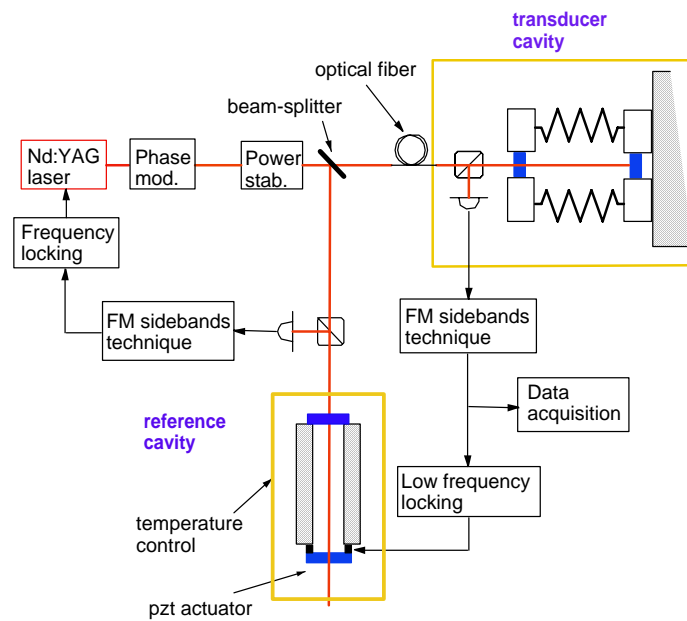 transducer
cavity
optical fiber
beam-splitter
Nd:YAG
laser
Phase
mod.
Power
stab.
Frequency
locking
FM sidebands
technique
FM sidebands
technique
Data
acquisition
reference
cavity
Low frequency
locking
temperature
control
pzt actuator